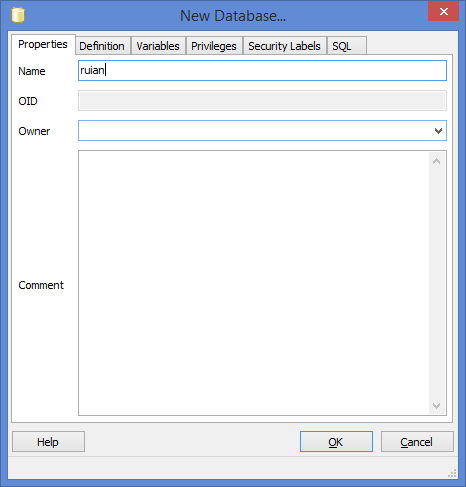 New Database...
Properties Definition Variables Privileges Security Labels SQL
Name ruian
OID
Owner
Comment
Help OK Cancel